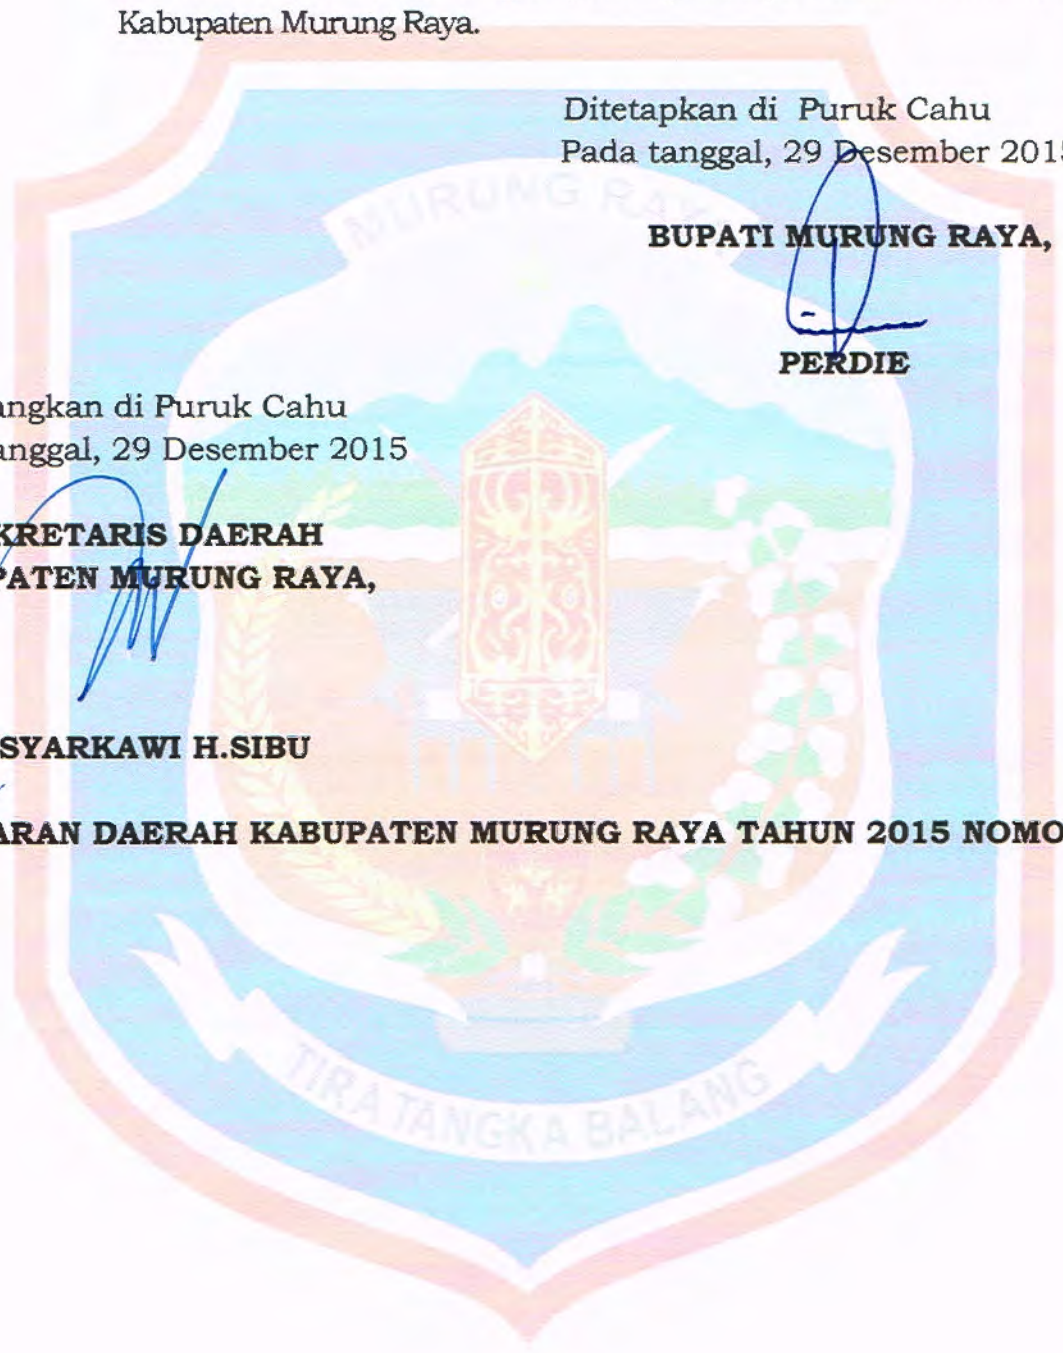 Kabupaten Murung Raya.
Ditetapkan di Puruk Cahu
Pada tanggal, 29 Desember 2015
MURUNG RAYA
BUPATI MURUNG RAYA,
PERDIE
angkan di Puruk Cahu
anggal, 29 Desember 2015
KRETARIS DAERAH
PATEN MURUNG RAYA,
SYARKAWI H.SIBU
ARAN DAERAH KABUPATEN MURUNG RAYA TAHUN 2015 NOMO
TIRA TANGKA BALANG